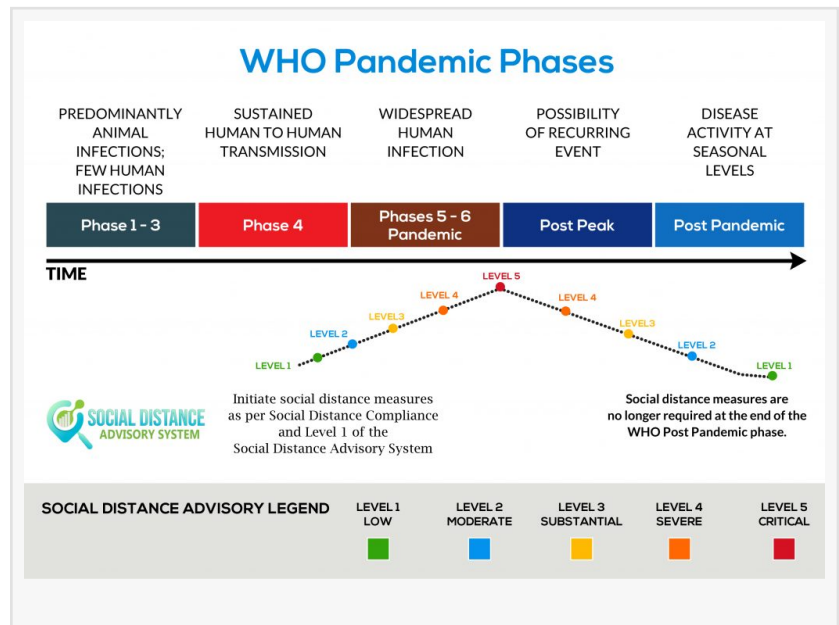 WHO Pandemic Phases
PREDOMINANTLY
ANIMAL
INFECTIONS;
FEW HUMAN
INFECTIONS
SUSTAINED
HUMAN TO HUMAN
TRANSMISSION
WIDESPREAD
HUMAN
INFECTION
POSSIBILITY
OF RECURRING
EVENT
DISEASE
ACTIVITY AT
SEASONAL
LEVELS
Phase 1 - 3
Phase 4
Phases 5 - 6
Pandemic
Post Peak
Post Pandemic
TIME
LEVEL 1
LEVEL 2
LEVEL3
LEVEL 4
LEVEL 5
LEVEL 4
LEVEL3
LEVEL 2
LEVEL 1
SOCIAL DISTANCE
ADVISORY SYSTEM
Initiate social distance measures
as per Social Distance Compliance
and Level 1 of the
Social Distance Advisory System
Social distance measures are
no longer required at the end of the
WHO Post Pandemic phase.
SOCIAL DISTANCE ADVISORY LEGEND
LEVEL 1
LOW
LEVEL 2
MODERATE
LEVEL 3
SUBSTANTIAL
LEVEL 4
SEVERE
LEVEL 5
CRITICAL